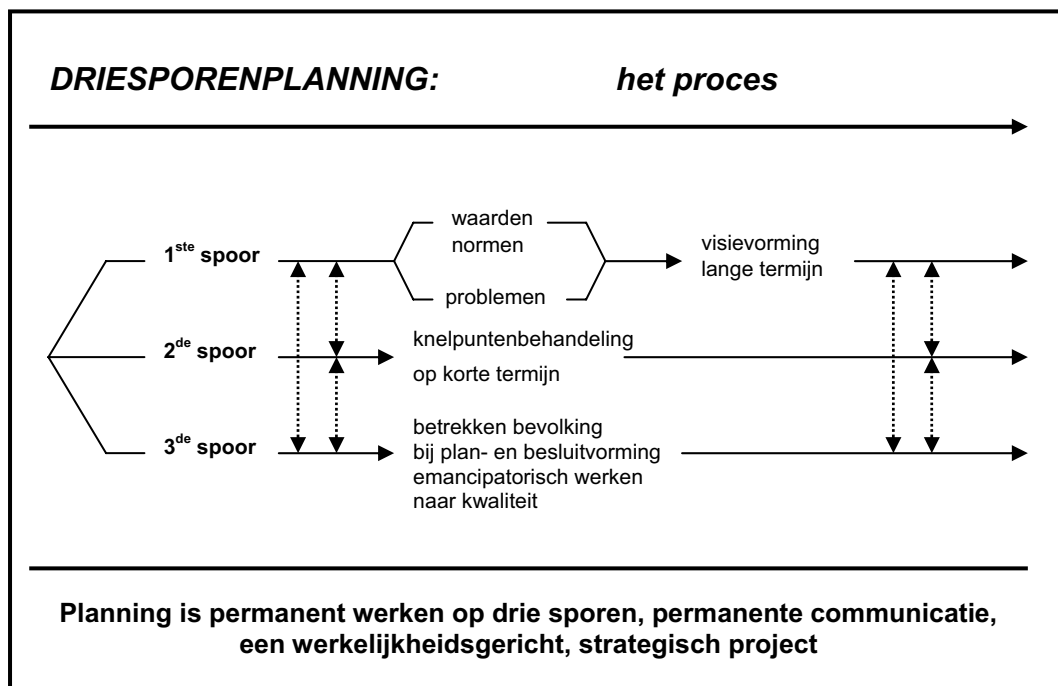 DRIESPORENPLANNING: het proces
1ste spoor
waarden
normen
problemen
visievorming
lange termijn
2de spoor
knelpuntenbehandeling
op korte termijn
3de spoor
betrekken bevolking
bij plan- en besluitvorming
emancipatorisch werken
naar kwaliteit
Planning is permanent werken op drie sporen, permanente communicatie,
een werkelijkheidsgericht, strategisch project